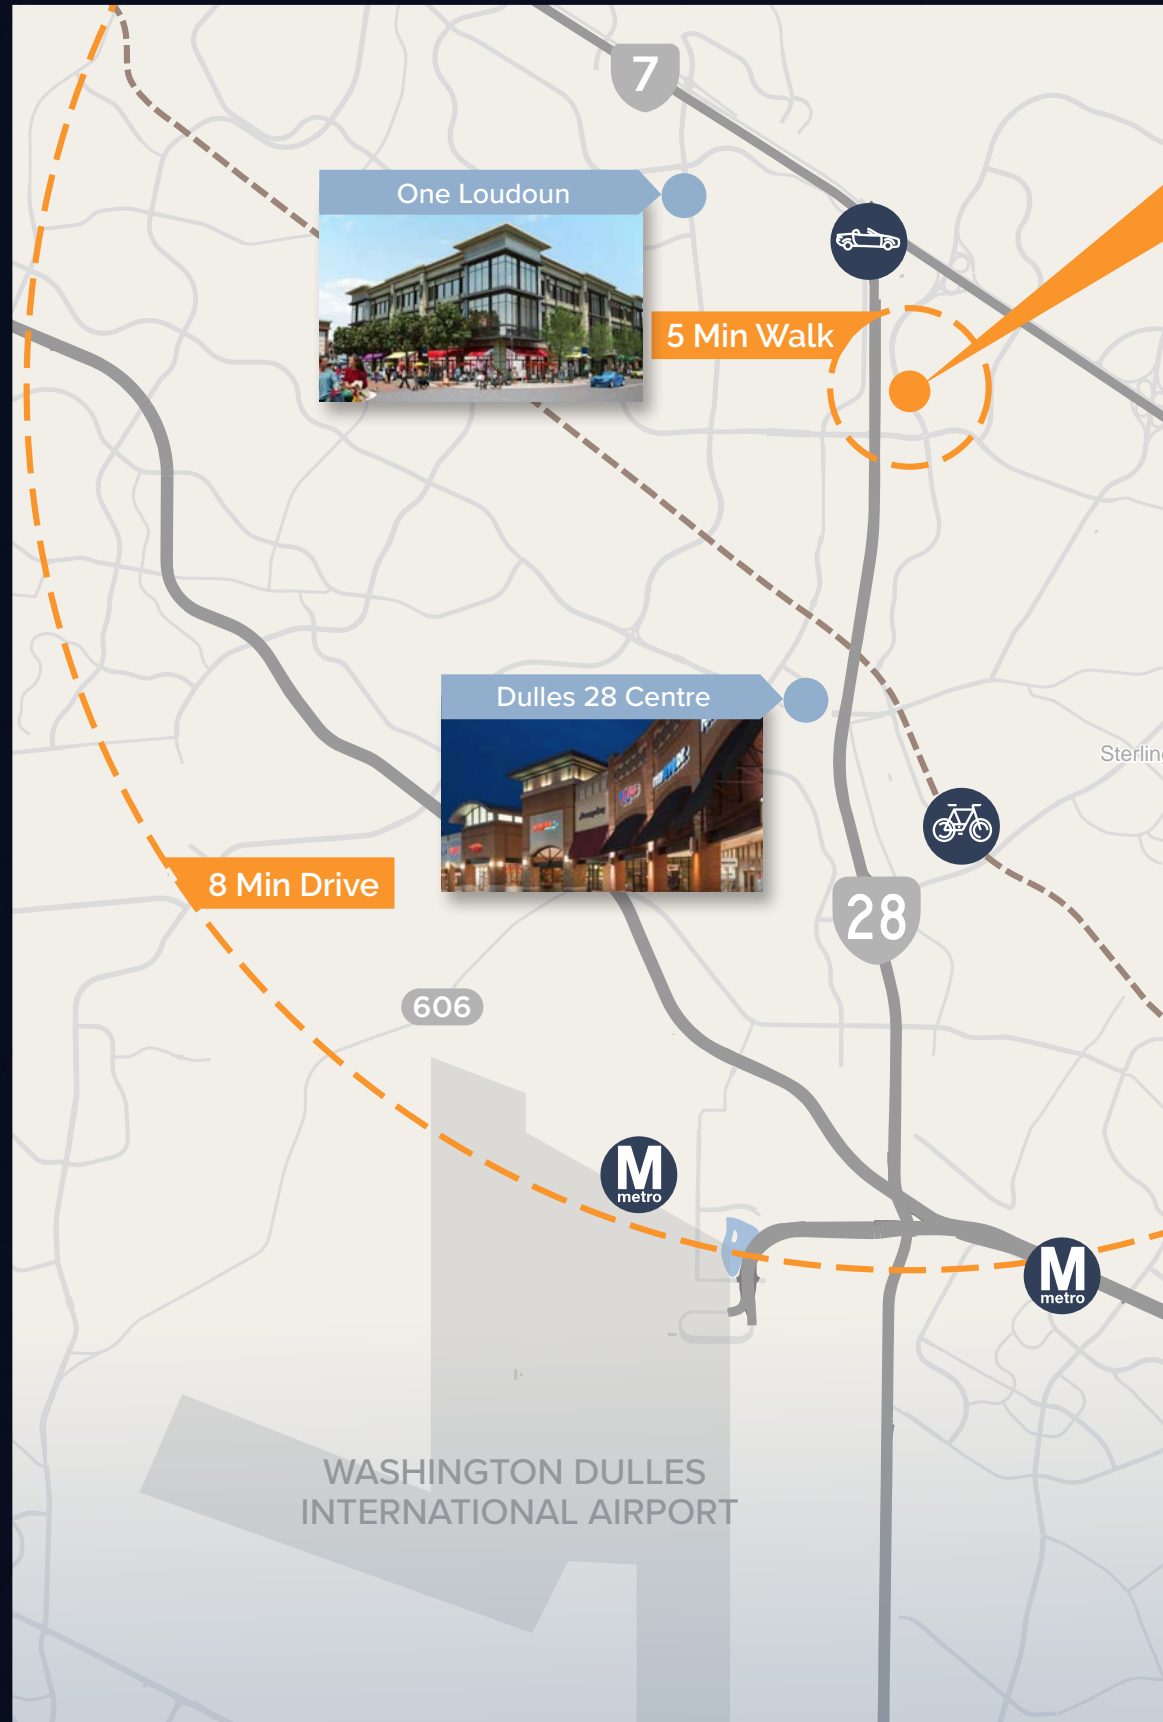 7
One Loudoun
5 Min Walk
Dulles 28 Centre
Sterlin
8 Min Drive
28
606
M
metro
M
metro
WASHINGTON DULLES
INTERNATIONAL AIRPORT